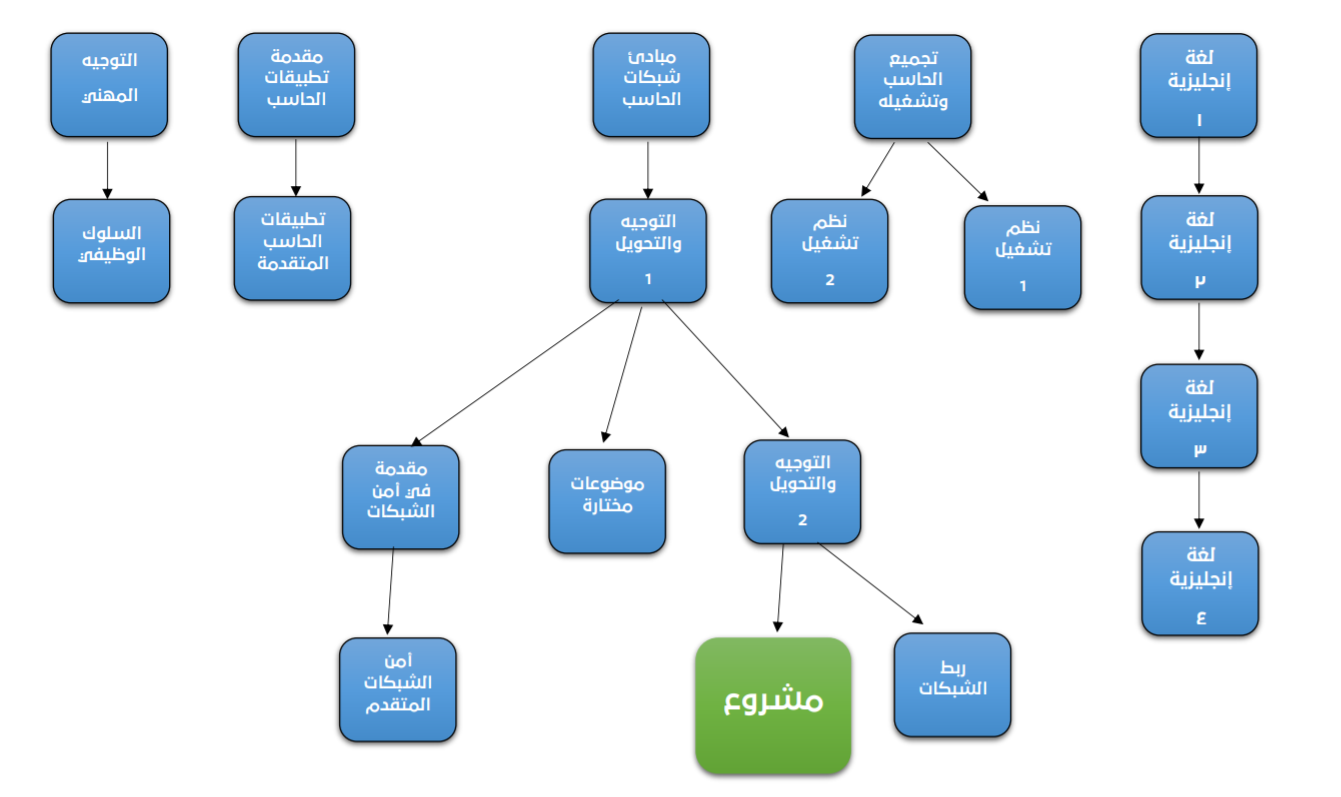 لغة
إنجليزية
١
تجميع
الحاسب
وتشغيله
مبادئ
شبكات
الحاسب
مقدمة
تطبيقات
الحاسب
التوجيه
المهني
لغة
إنجليزية
٢
نظم
تشغيل
1
نظم
تشغيل
2
التوجيه
والتحويل
1
تطبيقات
الحاسب
المتقدمة
السلوك
الوظيفي
لغة
إنجليزية
٣
التوجيه
والتحويل
2
موضوعات
مختارة
مقدمة
في أمن
الشبكات
لغة
إنجليزية
٤
ربط
الشبكات
مشروع
أمن
الشبكات
المتقدم